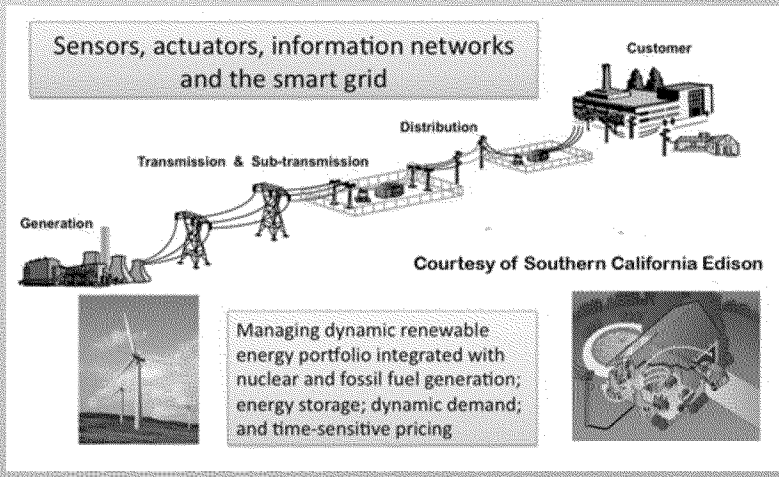 Sensors, actuators, information networks
and the smart grid
Customer
Distribution
Transmission & Sub-transmission
Generation
Courtesy of Southern California Edison
Managing dynamic renewable
energy portfolio integrated with
nuclear and fossil fuel generation;
energy storage; dynamic demand;
and time-sensitive pricing